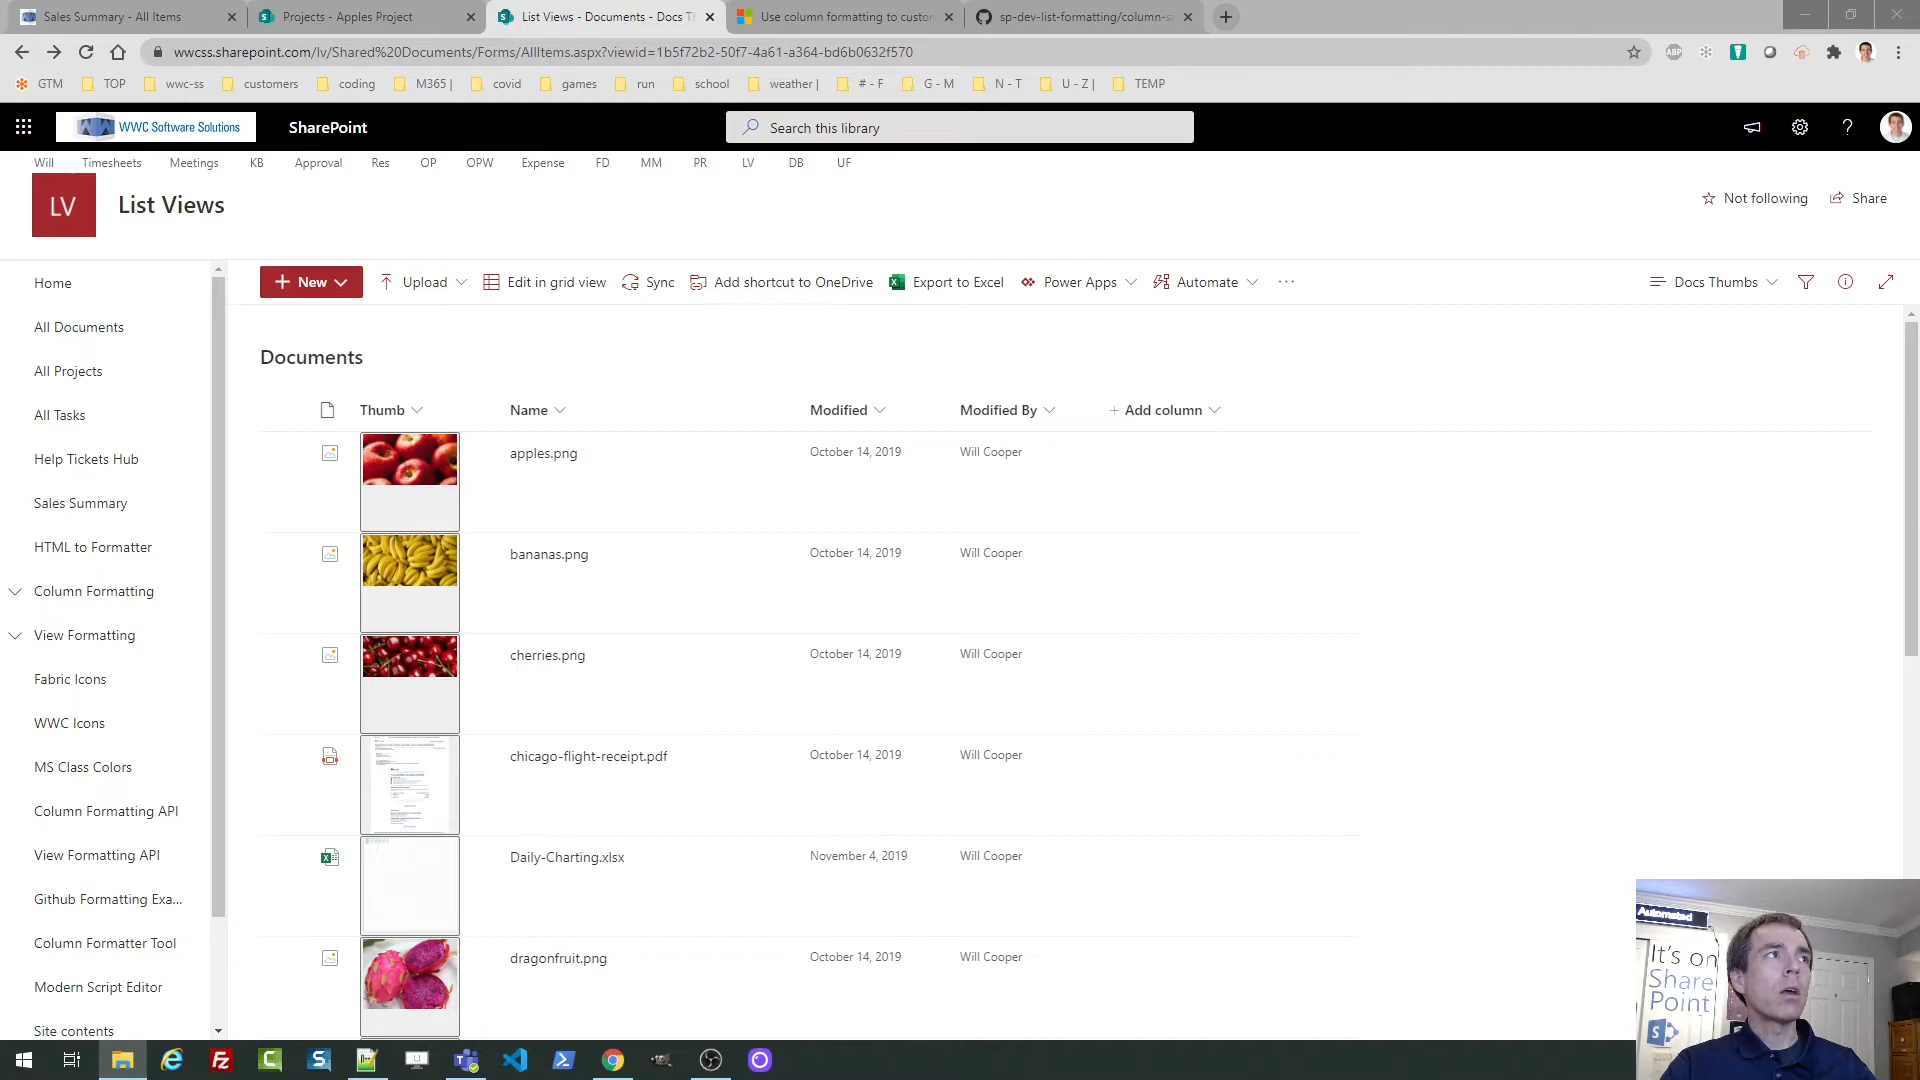 Sales Summary - All Items
Projects - Apples Project
List Views - Documents - Docs Th
Use column formatting to custom
sp-dev-list-formatting/column-sa
wwcss.sharepoint.com/lv/Shared%20Documents/Forms/AllItems.aspx?viewid=1b5f72b2-50f7-4a61-a364-bd6b0632f570
ABP
GTM TOP wwc-ss customers coding M365 | covid games run school weather | # - F G - M N - T U - Z | TEMP
WWC Software Solutions SharePoint Search this library
Will Timesheets Meetings KB Approval Res OP OPW Expense FD MM PR LV DB UF
LV List Views
Not following Share
New Upload Edit in grid view Sync Add shortcut to OneDrive Export to Excel Power Apps Automate ··· Docs Thumbs
Home
All Documents
All Projects
All Tasks
Help Tickets Hub
Sales Summary
HTML to Formatter
Column Formatting
View Formatting
Fabric Icons
WWC Icons
MS Class Colors
Column Formatting API
View Formatting API
Github Formatting Exa...
Column Formatter Tool
Modern Script Editor
Site contents
Documents
Thumb Name Modified Modified By + Add column
apples.png October 14, 2019 Will Cooper
bananas.png October 14, 2019 Will Cooper
cherries.png October 14, 2019 Will Cooper
chicago-flight-receipt.pdf October 14, 2019 Will Cooper
Daily-Charting.xlsx November 4, 2019 Will Cooper
dragonfruit.png October 14, 2019 Will Cooper
Automated
It's on
Share
Point
S